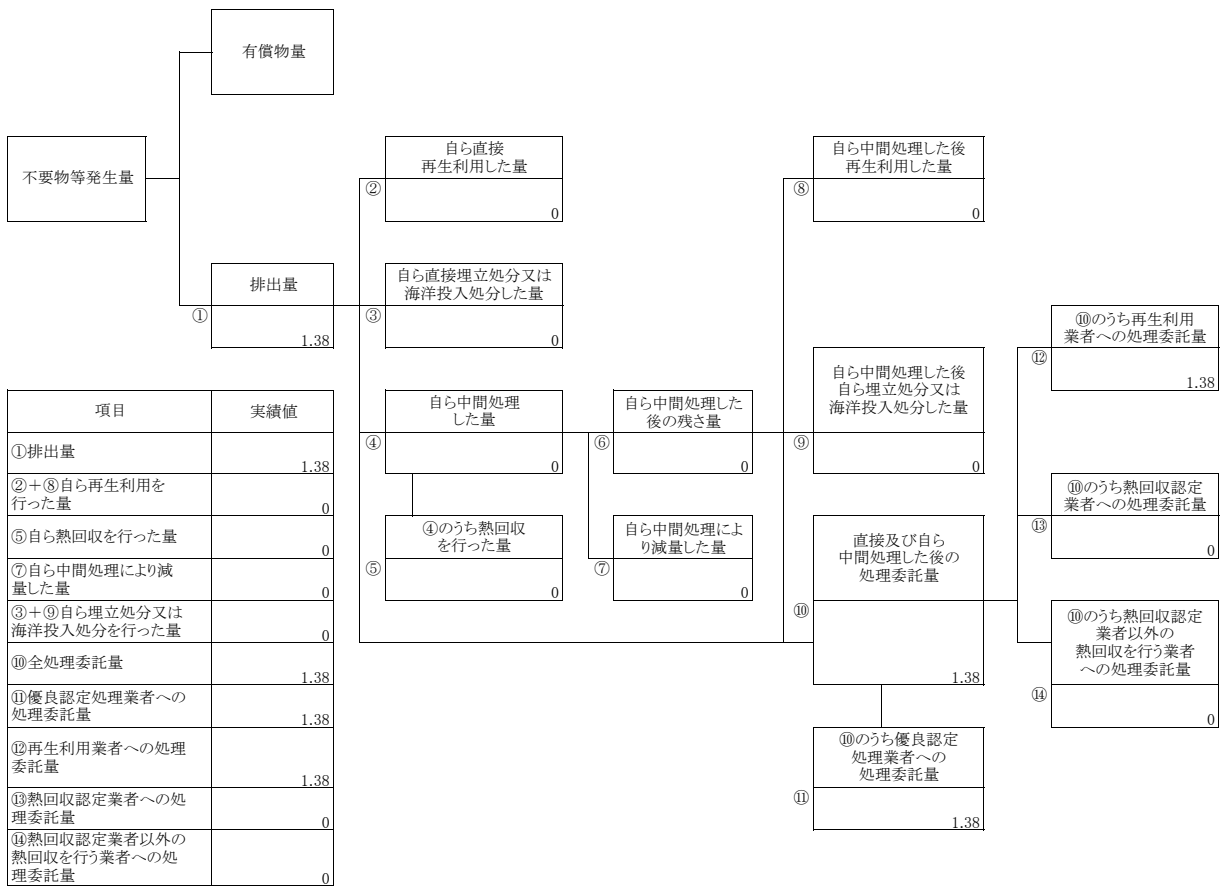 有償物量
不要物等発生量
自ら直接
再生利用した量
②
0
自ら中間処理した後
再生利用した量
⑧
0
排出量
①
1.38
自ら直接埋立処分又は
海洋投入処分した量
③
0
⑩のうち再生利用
業者への処理委託量
⑫
1.38
自ら中間処理
した量
④
0
自ら中間処理した
後の残さ量
⑥
0
自ら中間処理した後
自ら埋立処分又は
海洋投入処分した量
⑨
0
⑩のうち熱回収認定
業者への処理委託量
⑬
0
④のうち熱回収
を行った量
⑤
0
自ら中間処理によ
り減量した量
⑦
0
直接及び自ら
中間処理した後の
処理委託量
⑩
1.38
⑩のうち熱回収認定
業者以外の
熱回収を行う業者
への処理委託量
⑭
0
⑩のうち優良認定
処理業者への
処理委託量
⑪
1.38
項目 実績値
①排出量
1.38
②＋⑧自ら再生利用を
行った量
0
⑤自ら熱回収を行った量
0
⑦自ら中間処理により減
量した量
0
③＋⑨自ら埋立処分又は
海洋投入処分を行った量
0
⑩全処理委託量
1.38
⑪優良認定処理業者への
処理委託量
1.38
⑫再生利用業者への処理
委託量
1.38
⑬熱回収認定業者への処
理委託量
0
⑭熱回収認定業者以外の
熱回収を行う業者への処
理委託量
0